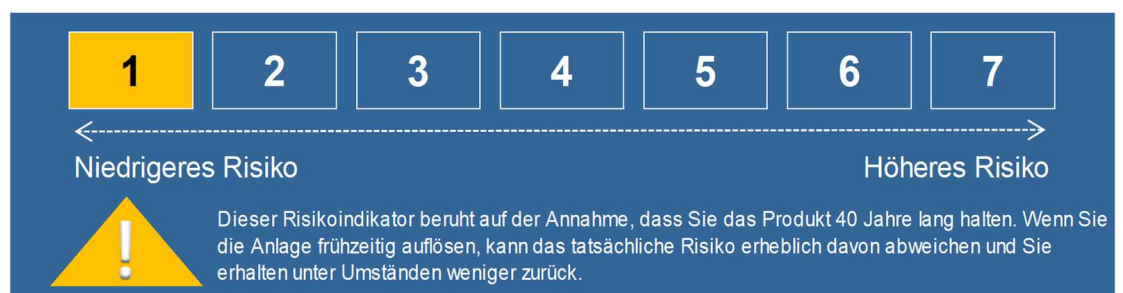 1 2 3 4 5 6 7
Niedrigeres Risiko Höheres Risiko
Dieser Risikoindikator beruht auf der Annahme, dass Sie das Produkt 40 Jahre lang halten. Wenn Sie
die Anlage frühzeitig auflösen, kann das tatsächliche Risiko erheblich davon abweichen und Sie
erhalten unter Umständen weniger zurück.